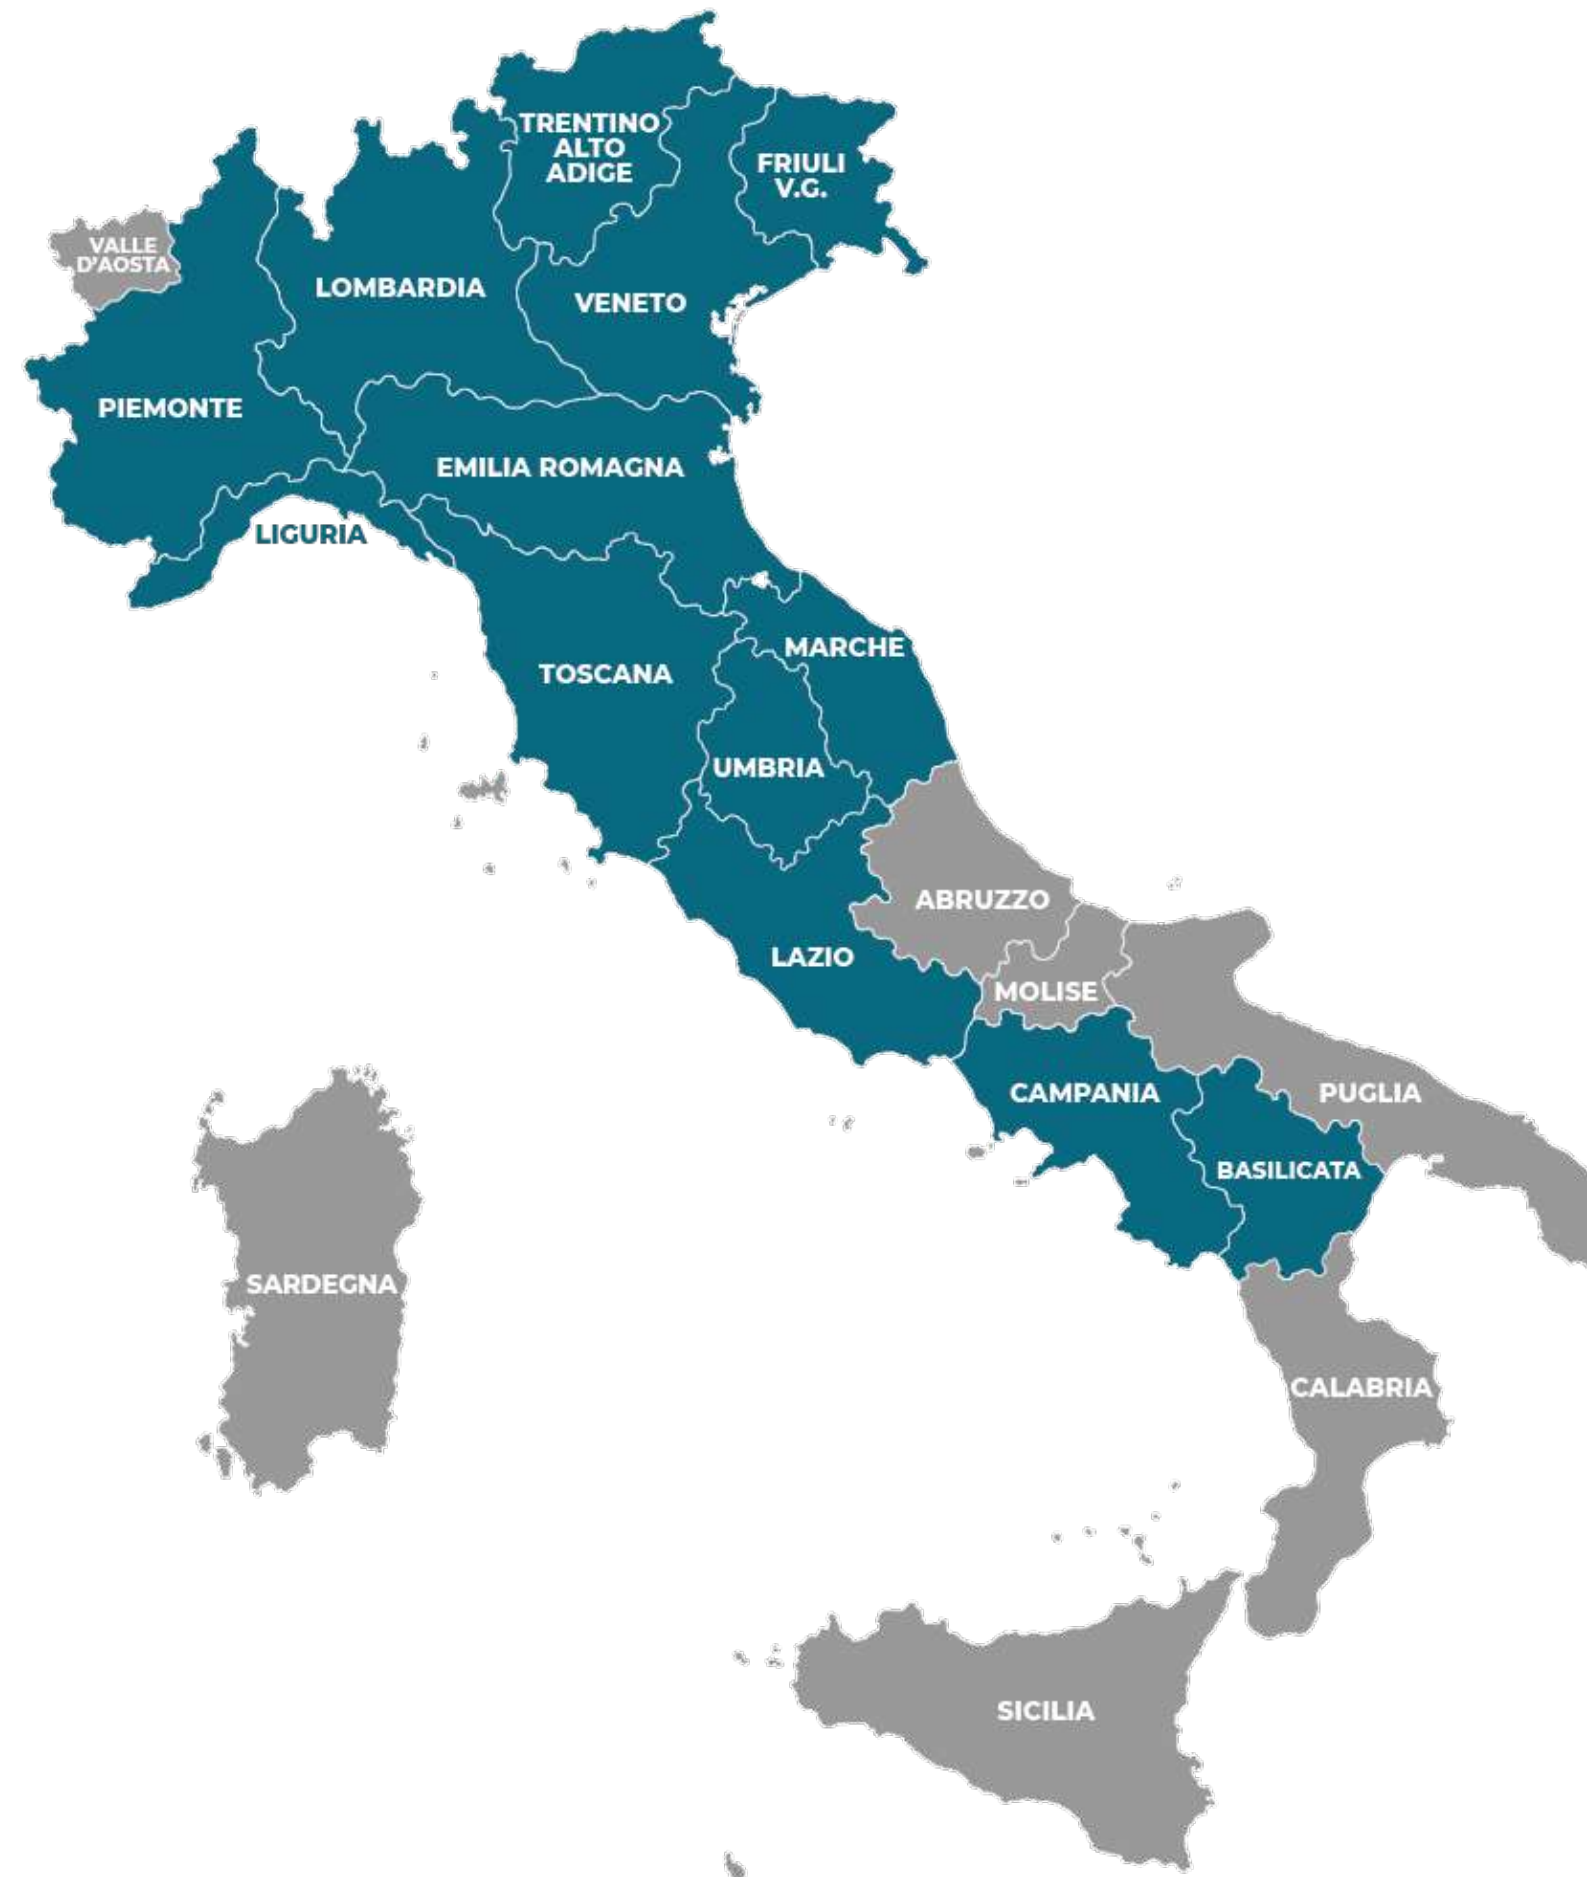 TRENTINO
ALTO
ADIGE
FRIULI
V.G.
VALLE
D'AOSTA
LOMBARDIA
VENETO
PIEMONTE
EMILIA ROMAGNA
LIGURIA
MARCHE
TOSCANA
UMBRIA
ABRUZZO
LAZIO
MOLISE
CAMPANIA
PUGLIA
BASILICATA
SARDEGNA
CALABRIA
SICILIA